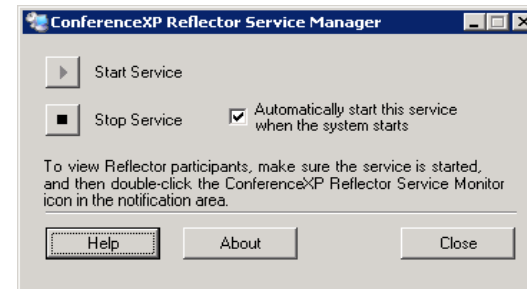 ConferenceXP Reflector Service Manager
Start Service
Stop Service
Automatically start this service
when the system starts
To view Reflector participants, make sure the service is started,
and then double-click the ConferenceXP Reflector Service Monitor
icon in the notification area.
Help About Close